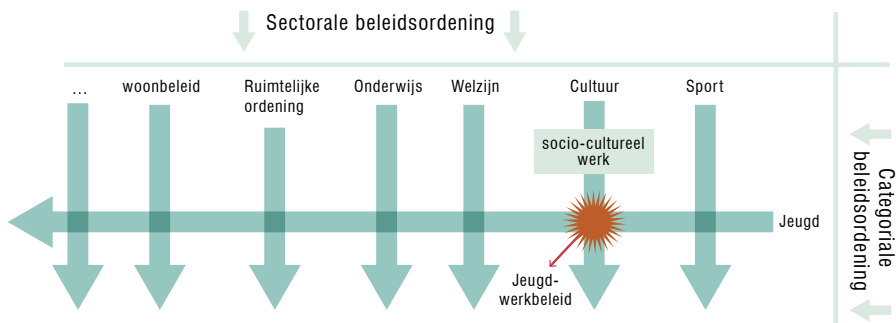 Sectorale beleidsordening
...
woonbeleid
Ruimtelijke
ordening
Onderwijs
Welzijn
Cultuur
Sport
socio-cultureel
werk
Jeugd
Jeugd-
werkbeleid
Categoriale
beleidsordening